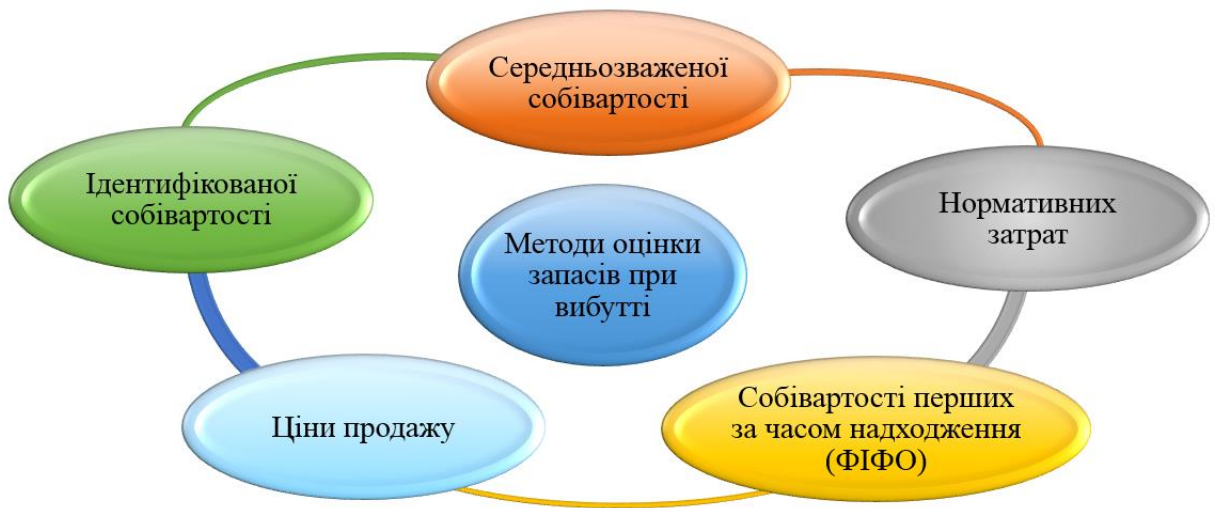 Середньозваженої
собівартості
Ідентифікованої
собівартості
Нормативних
затрат
Методи оцінки
запасів при
вибутті
Ціни продажу
Собівартості перших
за часом надходження
(ФІФО)